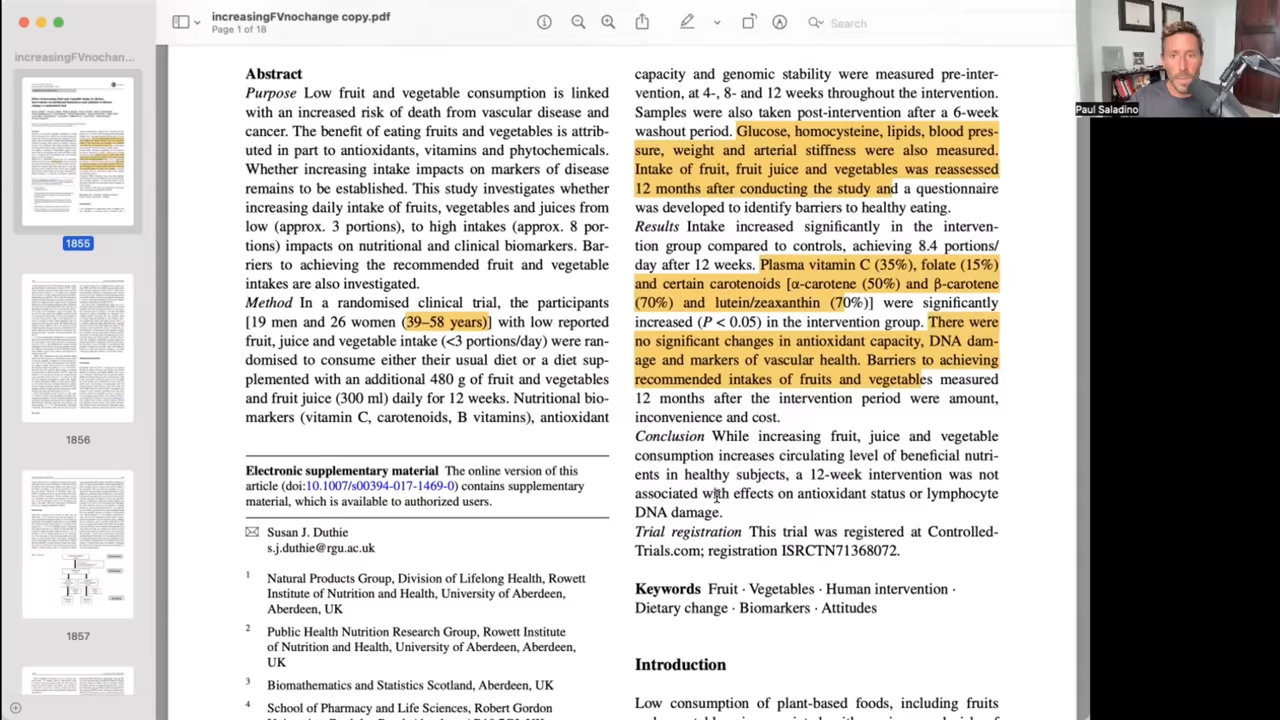 increasingFVnochange copy.pdf
Page 1 of 18
Search
increasingFVnochan...
1855
1856
1857
Paul Saladino
Abstract
Purpose Low fruit and vegetable consumption is linked
with an increased risk of death from vascular disease and
cancer. The benefit of eating fruits and vegetables is attrib-
uted in part to antioxidants, vitamins and phytochemicals.
Whether increasing intake impacts on markers of disease
remains to be established. This study investigates whether
increasing daily intake of fruits, vegetables and juices from
low (approx. 3 portions), to high intakes (approx. 8 por-
tions) impacts on nutritional and clinical biomarkers. Bar-
riers to achieving the recommended fruit and vegetable
intakes are also investigated.
Method In a randomised clinical trial, the participants
[19 men and 26 women (39–58 years)] with low reported
fruit, juice and vegetable intake (<3 portions/day) were ran-
domised to consume either their usual diet or a diet sup-
plemented with an additional 480 g of fruit and vegetables
and fruit juice (300 ml) daily for 12 weeks. Nutritional bio-
markers (vitamin C, carotenoids, B vitamins), antioxidant
Electronic supplementary material The online version of this
article (doi:10.1007/s00394-017-1469-0) contains supplementary
material, which is available to authorized users.
Susan J. Duthie
s.j.duthie@rgu.ac.uk
1 Natural Products Group, Division of Lifelong Health, Rowett
Institute of Nutrition and Health, University of Aberdeen,
Aberdeen, UK
2 Public Health Nutrition Research Group, Rowett Institute
of Nutrition and Health, University of Aberdeen, Aberdeen,
UK
3 Biomathematics and Statistics Scotland, Aberdeen, UK
4 School of Pharmacy and Life Sciences, Robert Gordon
capacity and genomic stability were measured pre-inter-
vention, at 4-, 8- and 12 weeks throughout the intervention.
Samples were also taken post-intervention after a 6-week
washout period. Glucose, homocysteine, lipids, blood pres-
sure, weight and arterial stiffness were also measured.
Intake of fruit, fruit juice and vegetables was reassessed
12 months after conducting the study and a questionnaire
was developed to identify barriers to healthy eating.
Results Intake increased significantly in the interven-
tion group compared to controls, achieving 8.4 portions/
day after 12 weeks. Plasma vitamin C (35%), folate (15%)
and certain carotenoids [α-carotene (50%) and β-carotene
(70%) and lutein/zeaxanthin (70%)] were significantly
increased (P < 0.05) in the intervention group. There were
no significant changes in antioxidant capacity, DNA dam-
age and markers of vascular health. Barriers to achieving
recommended intakes of fruits and vegetables measured
12 months after the intervention period were amount,
inconvenience and cost.
Conclusion While increasing fruit, juice and vegetable
consumption increases circulating level of beneficial nutri-
ents in healthy subjects, a 12-week intervention was not
associated with effects on antioxidant status or lymphocyte
DNA damage.
Trial registration This trial was registered at Controlled-
Trials.com; registration ISRCTN71368072.
Keywords Fruit · Vegetables · Human intervention ·
Dietary change · Biomarkers · Attitudes
Introduction
Low consumption of plant-based foods, including fruits